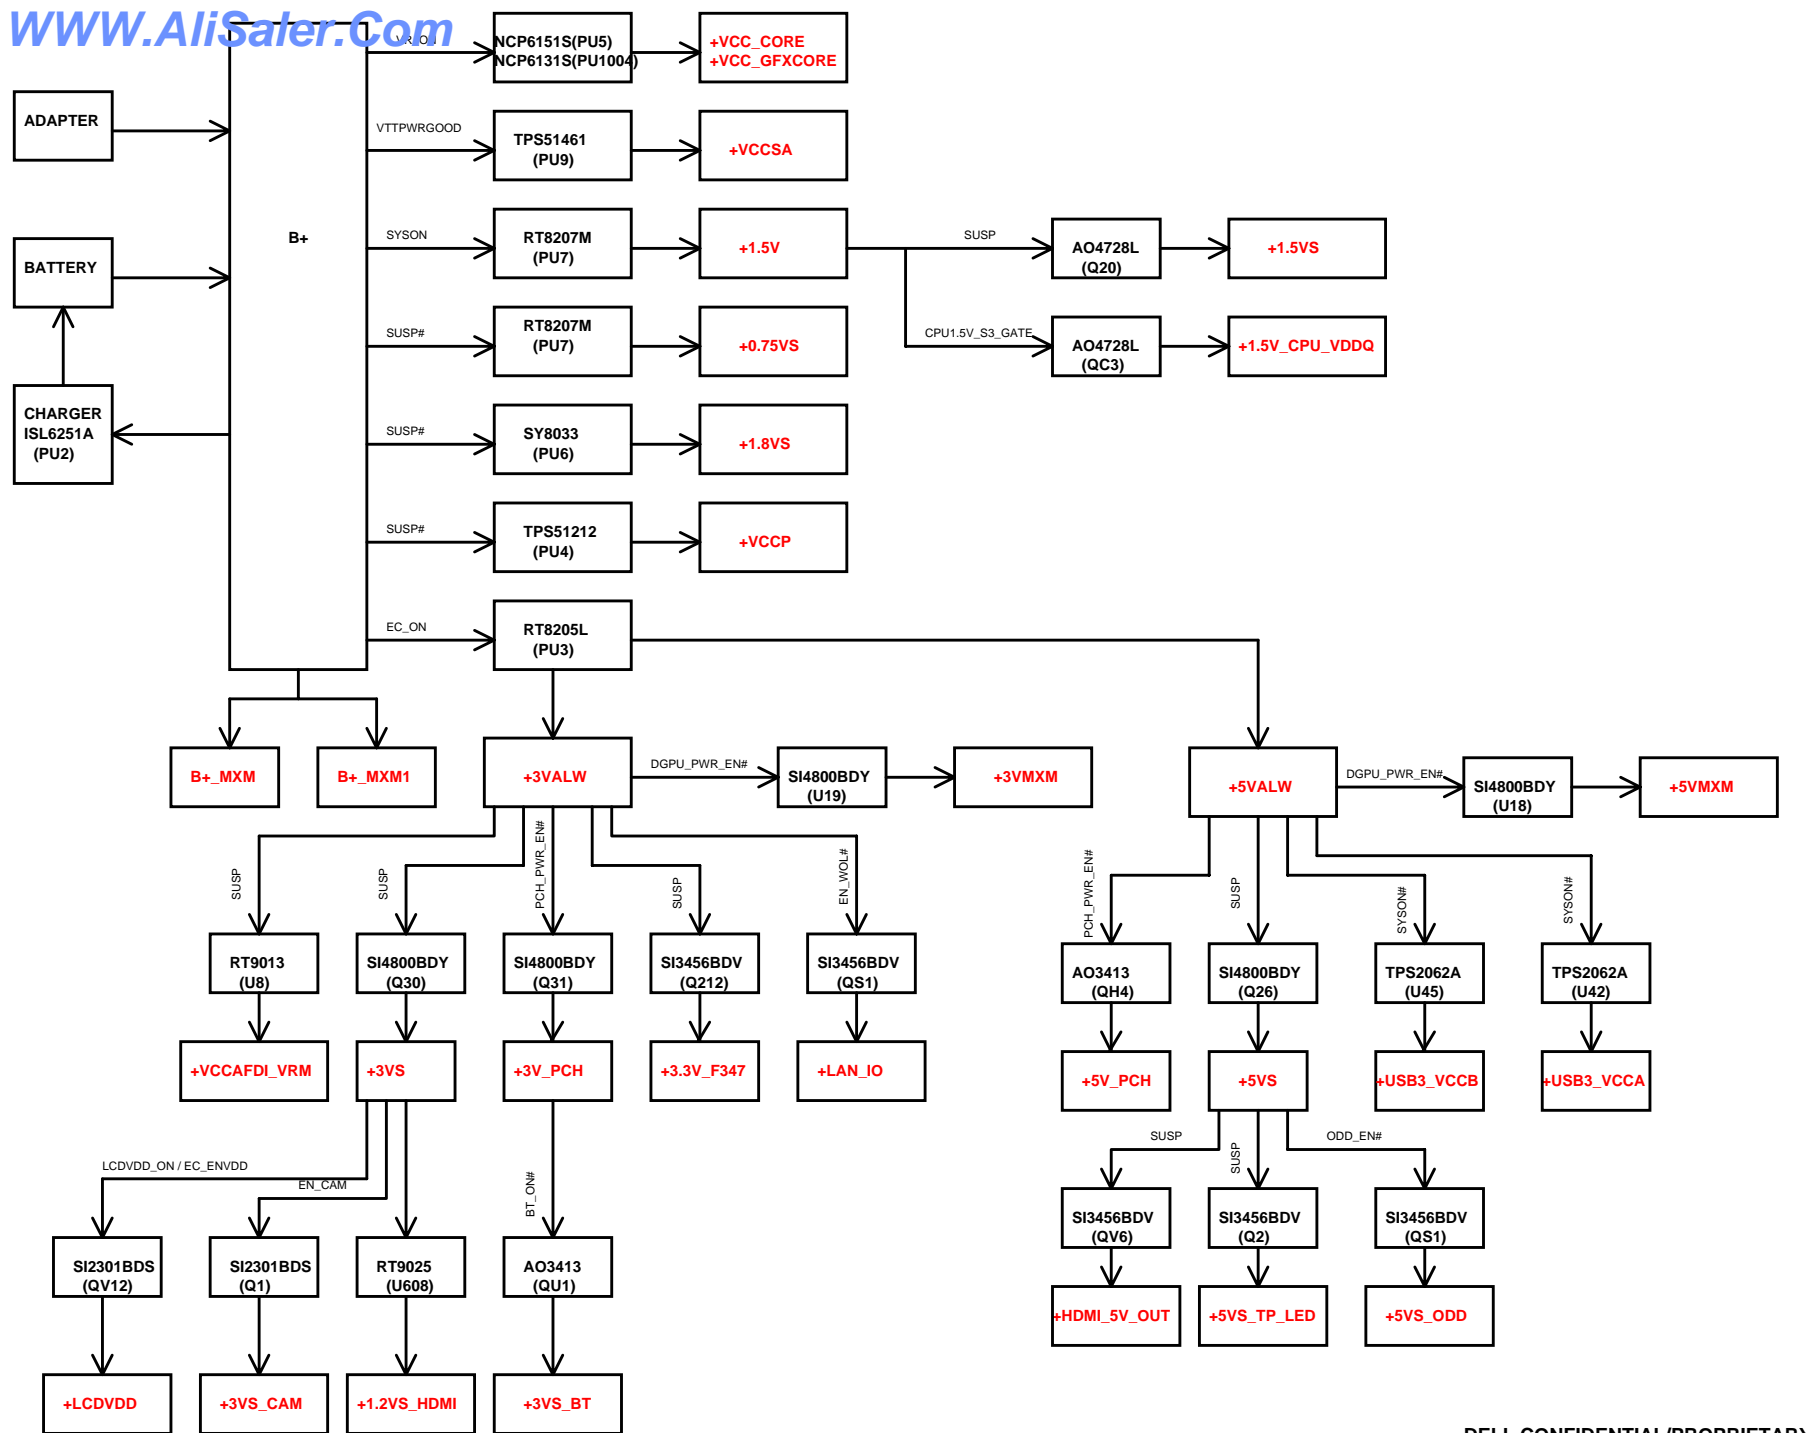 WWW.AliSaler.Com
VR_ON
NCP6151S(PU5)
NCP6131S(PU1004)
+VCC_CORE
+VCC_GFXCORE
ADAPTER
VTTPWRGOOD
TPS51461
(PU9)
+VCCSA
B+
BATTERY
SYSON
RT8207M
(PU7)
+1.5V
SUSP
AO4728L
(Q20)
+1.5VS
SUSP#
RT8207M
(PU7)
+0.75VS
CPU1.5V_S3_GATE
AO4728L
(QC3)
+1.5V_CPU_VDDQ
CHARGER
ISL6251A
(PU2)
SUSP#
SY8033
(PU6)
+1.8VS
SUSP#
TPS51212
(PU4)
+VCCP
EC_ON
RT8205L
(PU3)
B+_MXM
B+_MXM1
+3VALW
DGPU_PWR_EN#
SI4800BDY
(U19)
+3VMXM
+5VALW
DGPU_PWR_EN#
SI4800BDY
(U18)
+5VMXM
SUSP
SUSP
PCH_PWR_EN#
SUSP
EN_WOL#
PCH_PWR_EN#
SUSP
SYSON#
SYSON#
RT9013
(U8)
SI4800BDY
(Q30)
SI4800BDY
(Q31)
SI3456BDV
(Q212)
SI3456BDV
(QS1)
AO3413
(QH4)
SI4800BDY
(Q26)
TPS2062A
(U45)
TPS2062A
(U42)
+VCCAFDI_VRM
+3VS
+3V_PCH
+3.3V_F347
+LAN_IO
+5V_PCH
+5VS
+USB3_VCCB
+USB3_VCCA
LCDVDD_ON / EC_ENVDD
EN_CAM
BT_ON#
SUSP
SUSP
ODD_EN#
SI2301BDS
(QV12)
SI2301BDS
(Q1)
RT9025
(U608)
AO3413
(QU1)
SI3456BDV
(QV6)
SI3456BDV
(Q2)
SI3456BDV
(QS1)
+HDMI_5V_OUT
+5VS_TP_LED
+5VS_ODD
+LCDVDD
+3VS_CAM
+1.2VS_HDMI
+3VS_BT
DELL CONFIDENTIAL/PROPRIETARY